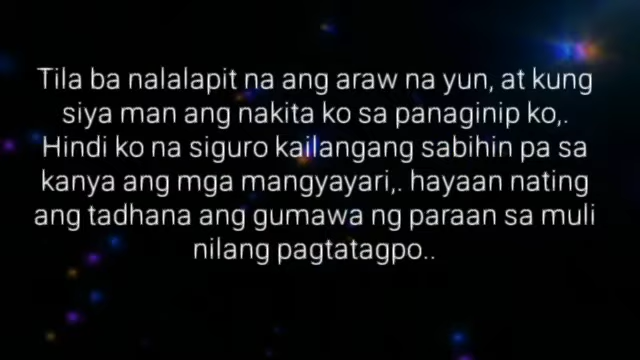 Tila ba nalalapit na ang araw na yun, at kung
siya man ang nakita ko sa panaginip ko,.
Hindi ko na siguro kailangang sabihin pa sa
kanya ang mga mangyayari,. hayaan nating
ang tadhana ang gumawa ng paraan sa muli
nilang pagtatagpo..